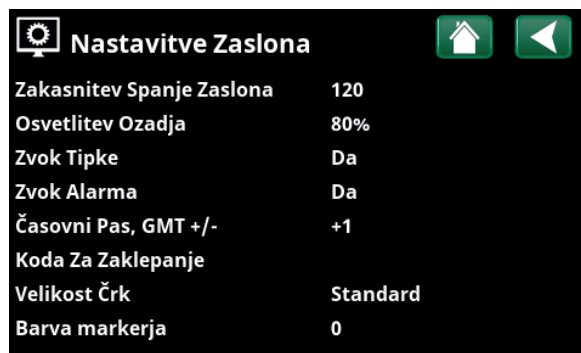 Nastavitve Zaslona
Zakasnitev Spanje Zaslona 120
Osvetlitev Ozadja 80%
Zvok Tipke Da
Zvok Alarma Da
Časovni Pas, GMT +/- +1
Koda Za Zaklepanje
Velikost Črk Standard
Barva markerja 0